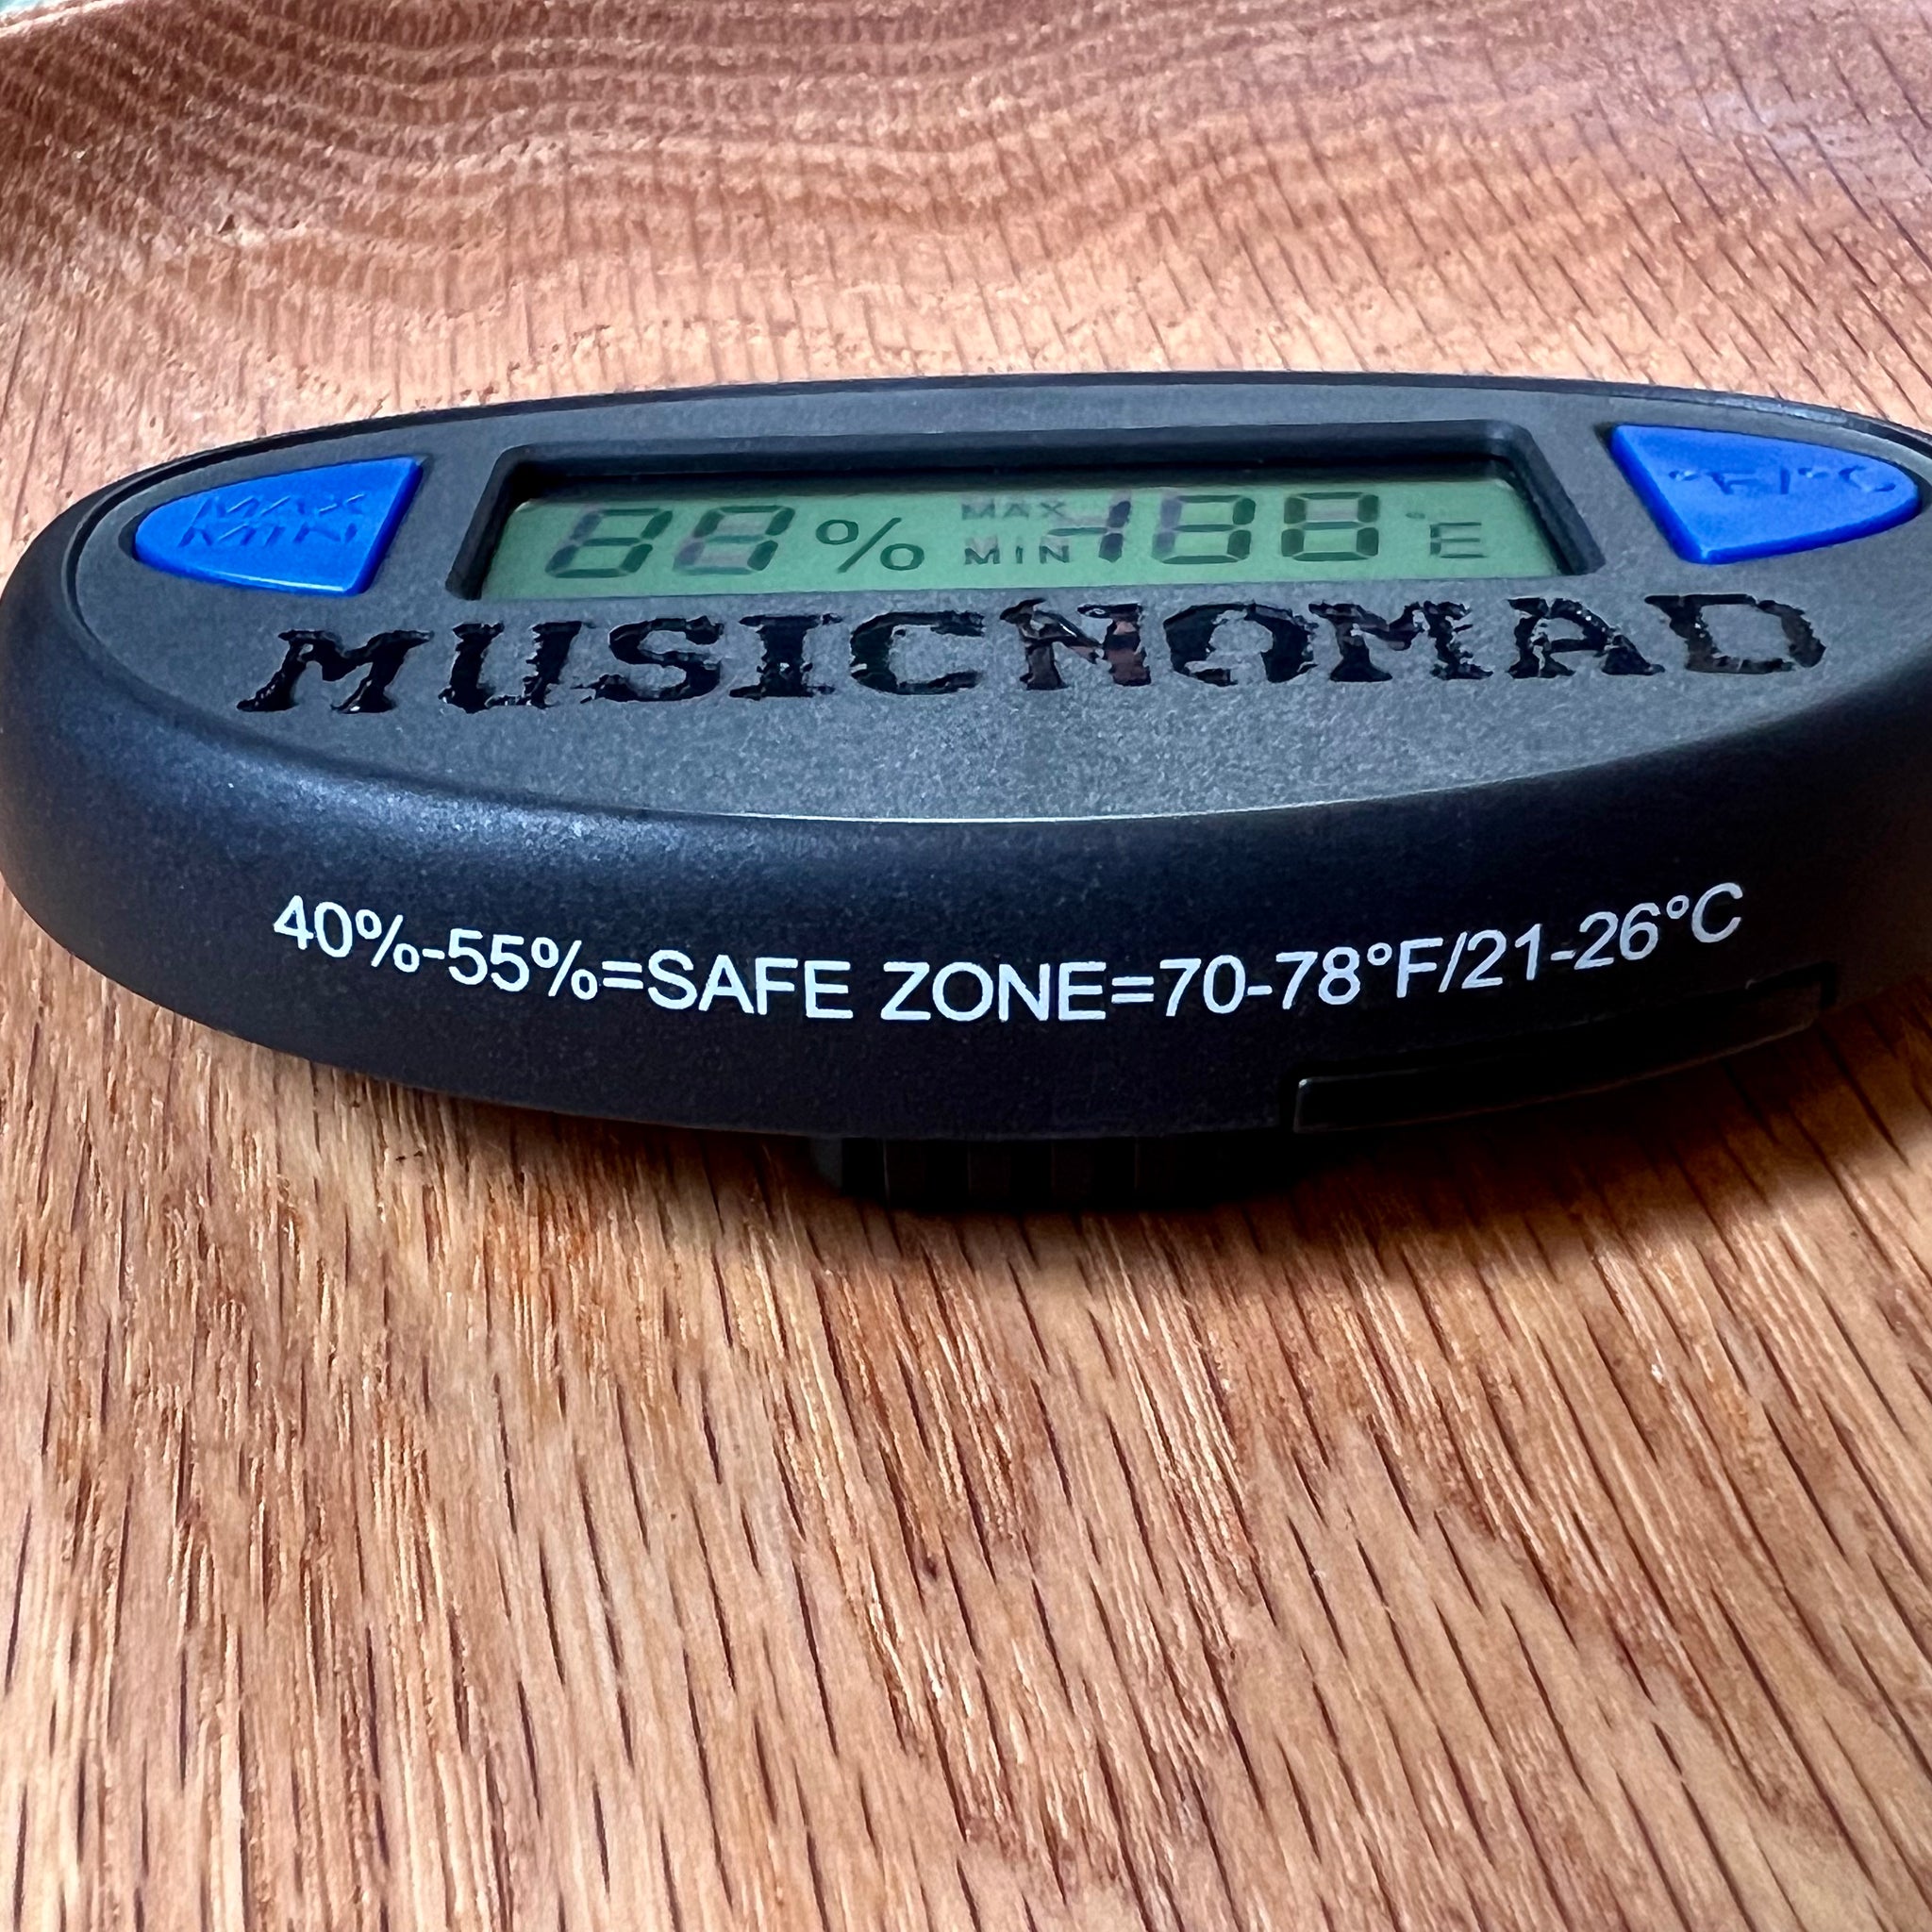 MAX
MIN
88% MAX MIN -188°E
°F/°C
MUSICNOMAD
40%-55%=SAFE ZONE=70-78°F/21-26°C